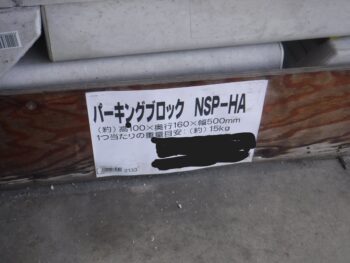 パーキングブロック NSP-HA
(約)高100×奥行160×幅500mm
1つ当たりの重量目安:(約)15kg